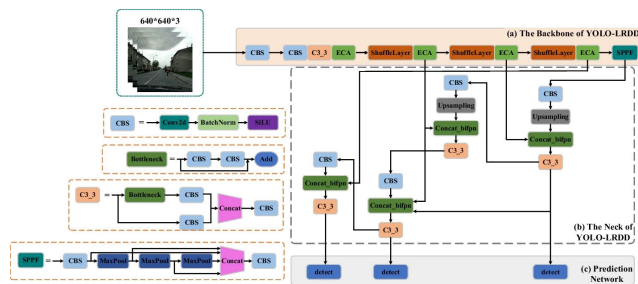 640*640*3
(a) The Backbone of YOLO-LRDD
CBS CBS C3_3 ECA ShuffleLayer ECA ShuffleLayer ECA ShuffleLayer ECA SPPF
CBS = Conv2d BatchNorm SiLU
Bottleneck = CBS CBS Add
C3_3 = Bottleneck CBS Concat CBS
CBS
SPPF = CBS MaxPool MaxPool MaxPool Concat CBS
CBS
Upsampling
Concat_bifpn
C3_3
CBS
Upsampling
Concat_bifpn
C3_3
CBS
Concat_bifpn
C3_3
CBS
Concat_bifpn
C3_3
(b) The Neck of
YOLO-LRDD
detect detect detect
(c) Prediction
Network